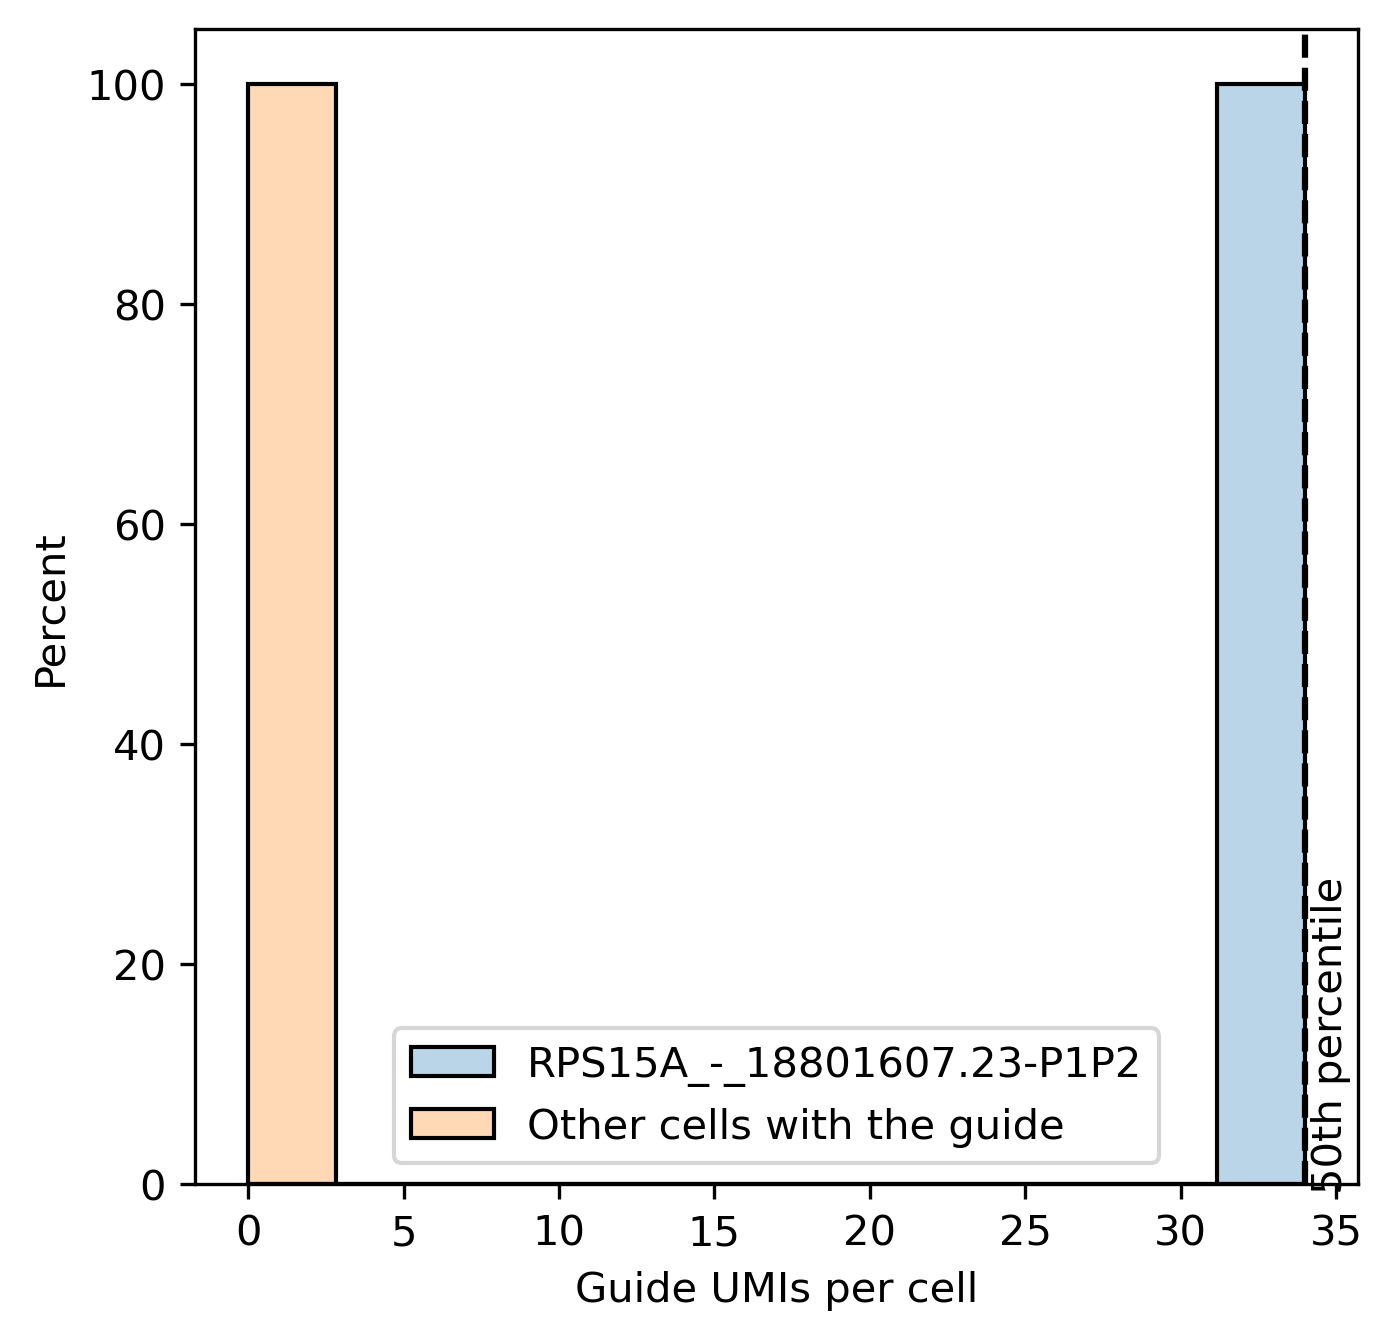 100
80
60
40
20
0
Percent
50th percentile
RPS15A_-_18801607.23-P1P2
Other cells with the guide
0 5 10 15 20 25 30 35
Guide UMIs per cell